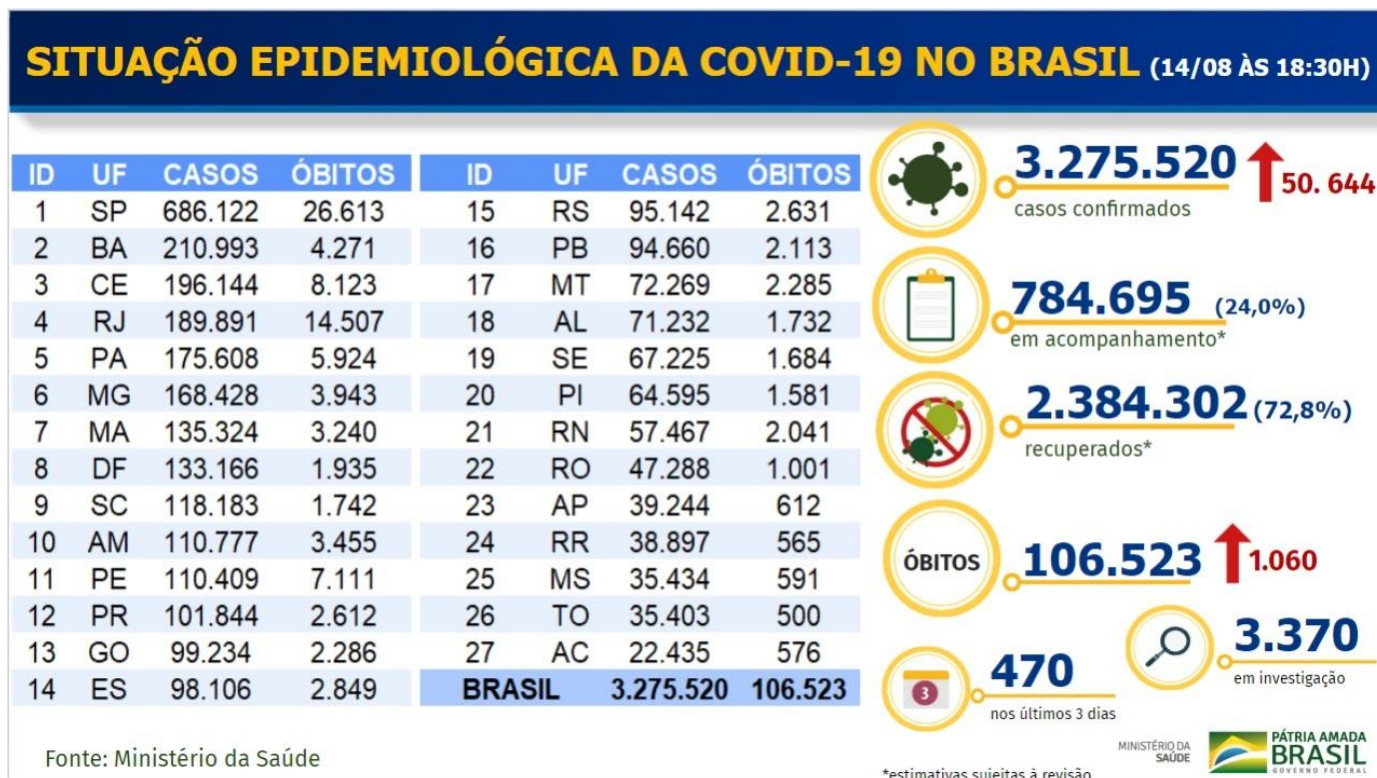 SITUAÇÃO EPIDEMIOLÓGICA DA COVID-19 NO BRASIL (14/08 ÀS 18:30H)
ID UF CASOS ÓBITOS
1 SP 686.122 26.613
2 BA 210.993 4.271
3 CE 196.144 8.123
4 RJ 189.891 14.507
5 PA 175.608 5.924
6 MG 168.428 3.943
7 MA 135.324 3.240
8 DF 133.166 1.935
9 SC 118.183 1.742
10 AM 110.777 3.455
11 PE 110.409 7.111
12 PR 101.844 2.612
13 GO 99.234 2.286
14 ES 98.106 2.849
ID UF CASOS ÓBITOS
15 RS 95.142 2.631
16 PB 94.660 2.113
17 MT 72.269 2.285
18 AL 71.232 1.732
19 SE 67.225 1.684
20 PI 64.595 1.581
21 RN 57.467 2.041
22 RO 47.288 1.001
23 AP 39.244 612
24 RR 38.897 565
25 MS 35.434 591
26 TO 35.403 500
27 AC 22.435 576
BRASIL 3.275.520 106.523
3.275.520 50. 644
casos confirmados
784.695 (24,0%)
em acompanhamento*
2.384.302 (72,8%)
recuperados*
ÓBITOS 106.523 1.060
3
470
nos últimos 3 dias
3.370
em investigação
Fonte: Ministério da Saúde
*estimativas sujeitas à revisão
MINISTÉRIO DA
SAÚDE
PÁTRIA AMADA
BRASIL
GOVERNO FEDERAL